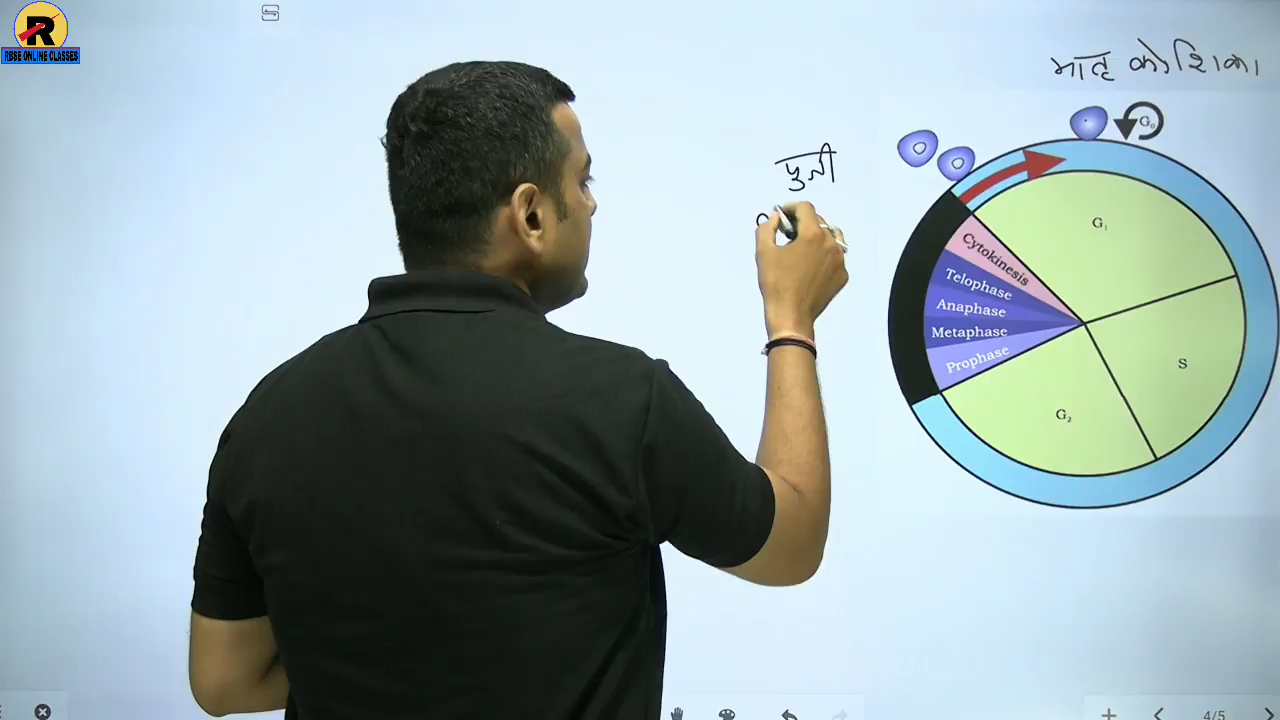 R
RBSE ONLINE CLASSES
मातृ कोशिका
G₀
पुत्री
G₁
Cytokinesis
Telophase
Anaphase
Metaphase
Prophase
S
G₂
4/5